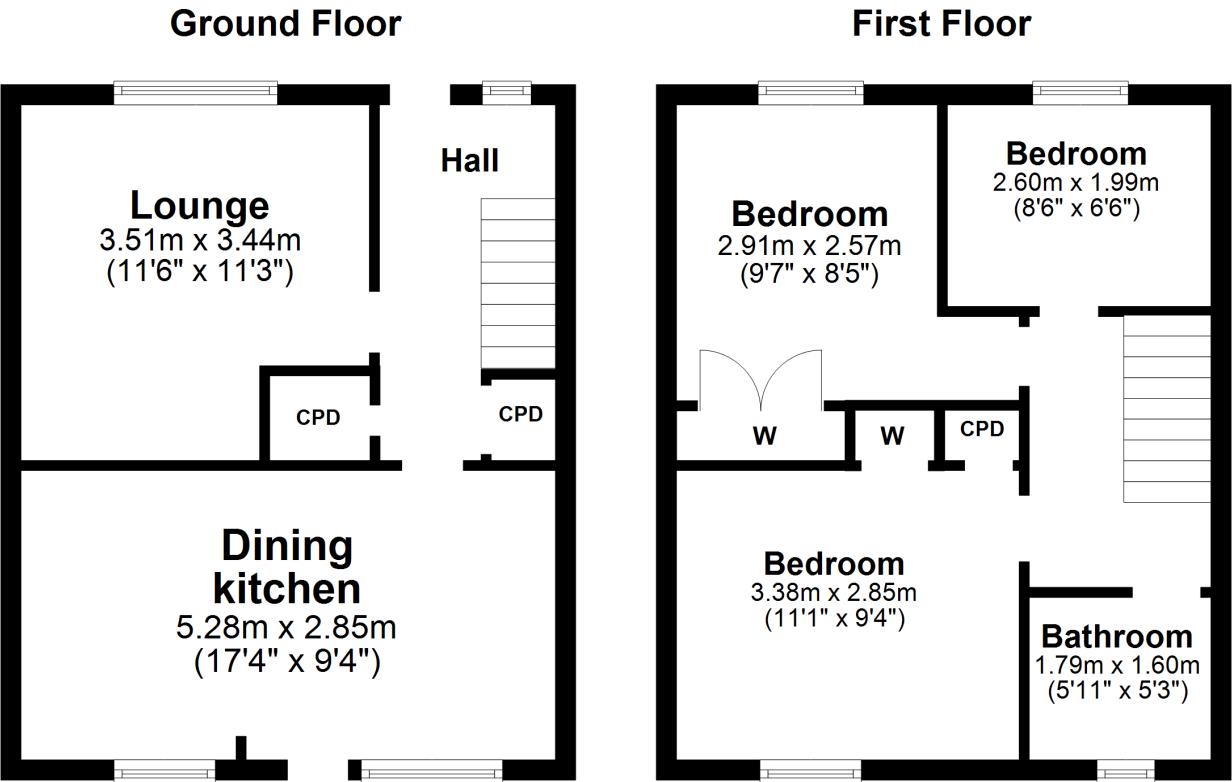 Ground Floor
First Floor
Hall
Lounge
3.51m x 3.44m
(11'6" x 11'3")
CPD
CPD
Dining
kitchen
5.28m x 2.85m
(17'4" x 9'4")
Bedroom
2.60m x 1.99m
(8'6" x 6'6")
Bedroom
2.91m x 2.57m
(9'7" x 8'5")
W
W
CPD
Bedroom
3.38m x 2.85m
(11'1" x 9'4")
Bathroom
1.79m x 1.60m
(5'11" x 5'3")